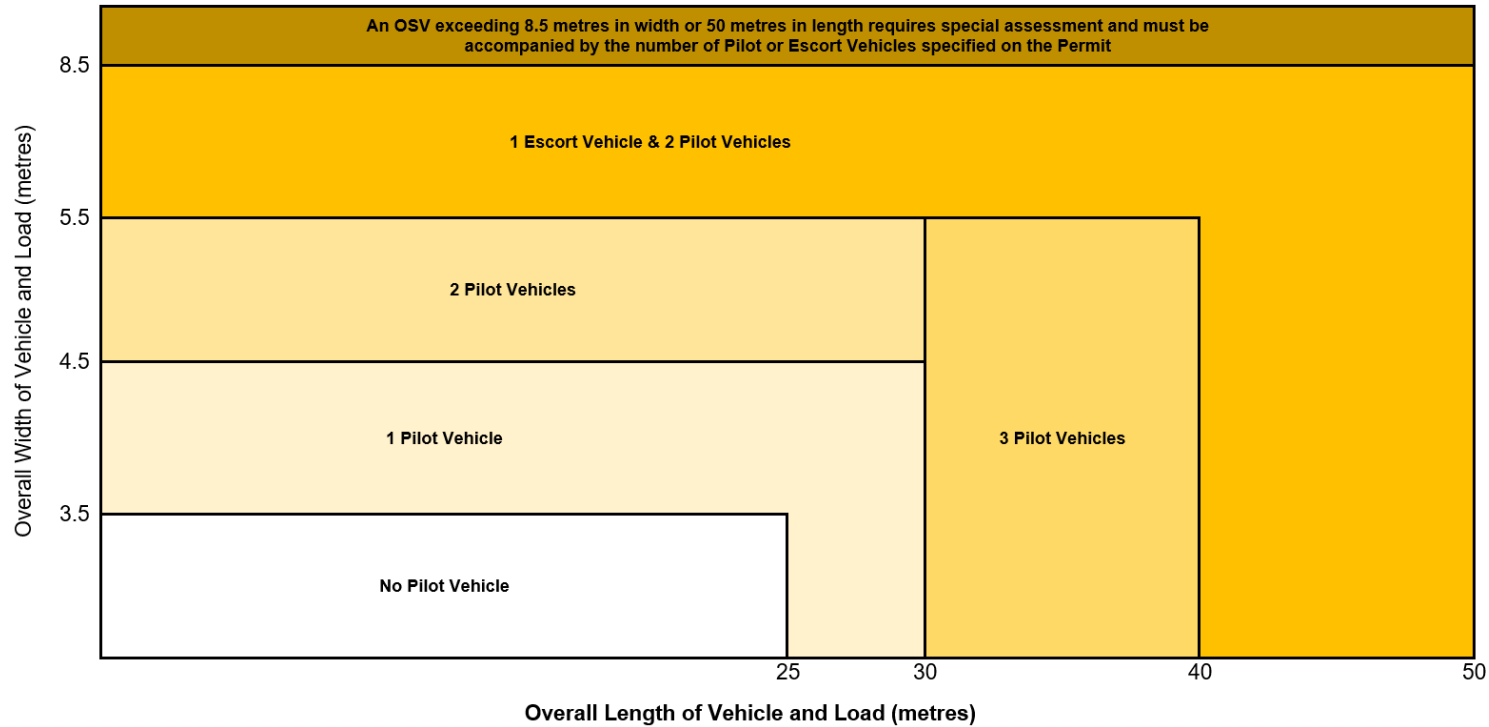 An OSV exceeding 8.5 metres in width or 50 metres in length requires special assessment and must be
accompanied by the number of Pilot or Escort Vehicles specified on the Permit
8.5
1 Escort Vehicle & 2 Pilot Vehicles
Overall Width of Vehicle and Load (metres)
5.5
2 Pilot Vehicles
4.5
1 Pilot Vehicle
3 Pilot Vehicles
3.5
No Pilot Vehicle
25
30
40
50
Overall Length of Vehicle and Load (metres)